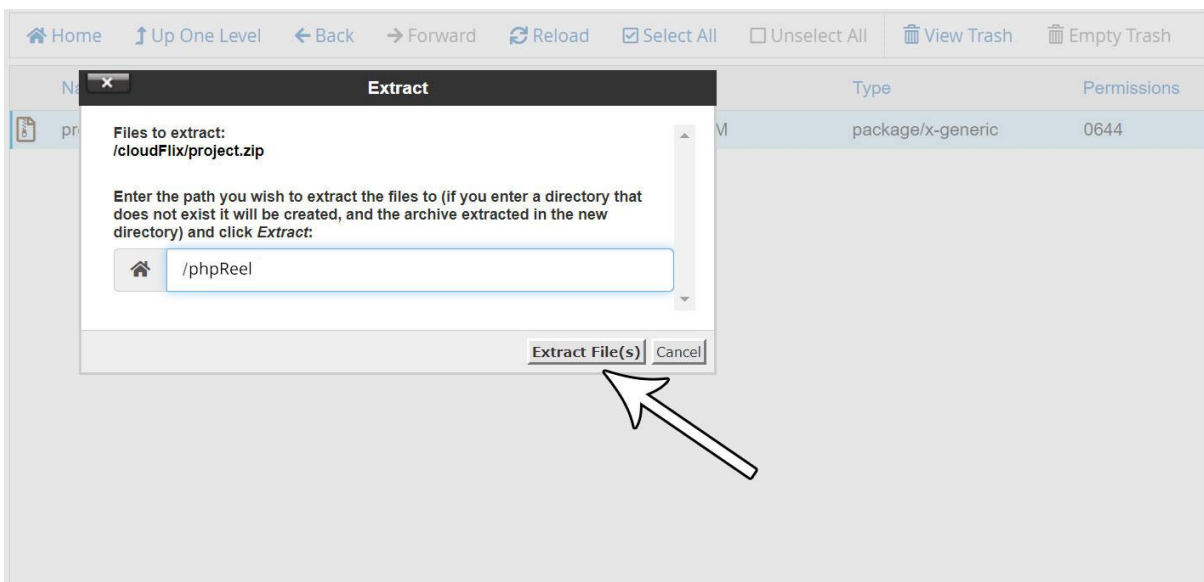 Home Up One Level Back Forward Reload Select All Unselect All View Trash Empty Trash
Extract Type Permissions
package/x-generic 0644
Files to extract:
/cloudFlix/project.zip
Enter the path you wish to extract the files to (if you enter a directory that
does not exist it will be created, and the archive extracted in the new
directory) and click Extract:
/phpReel
Extract File(s) Cancel